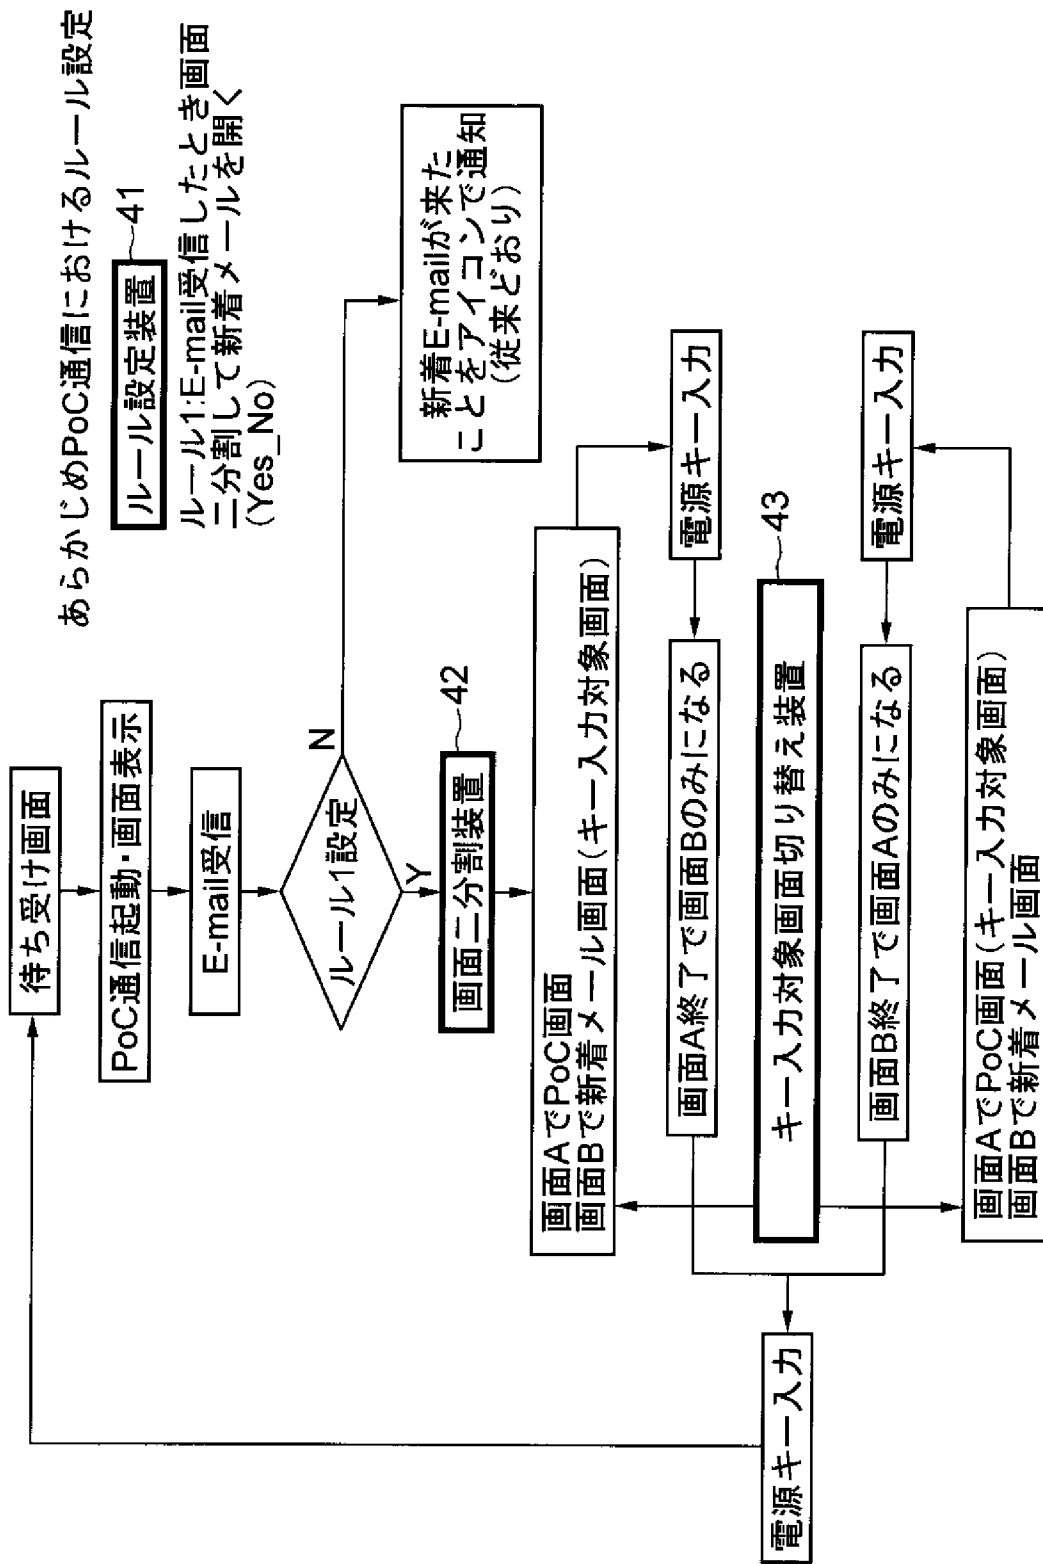 あらかじめPoC通信におけるルール設定
ルール設定装置
41
ルール1:E-mail受信したとき画面
二分割して新着メールを開く
(Yes_No)
待ち受け画面
PoC通信起動・画面表示
E-mail受信
ルール1設定
N
Y
新着E-mailが来た
ことをアイコンで通知
(従来どおり)
画面二分割装置
42
画面AでPoC画面
画面Bで新着メール画面(キー入力対象画面)
電源キー入力
画面A終了で画面Bのみになる
キー入力対象画面切り替え装置
43
画面B終了で画面Aのみになる
電源キー入力
画面AでPoC画面(キー入力対象画面)
画面Bで新着メール画面
電源キー入力